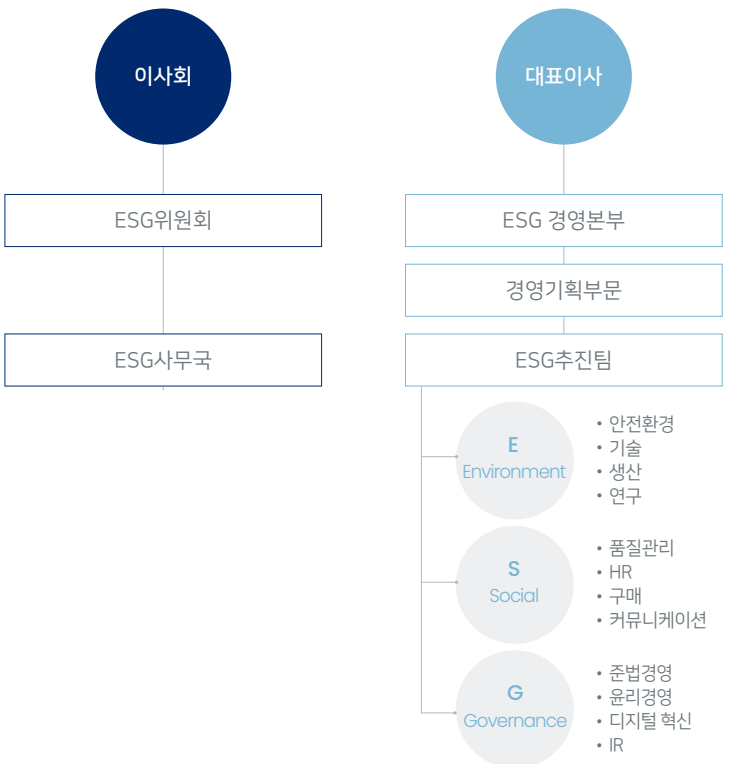 이사회
ESG위원회
ESG사무국
대표이사
ESG 경영본부
경영기획부문
ESG추진팀
E
Environment
• 안전환경
• 기술
• 생산
• 연구
S
Social
• 품질관리
• HR
• 구매
• 커뮤니케이션
G
Governance
• 준법경영
• 윤리경영
• 디지털 혁신
• IR